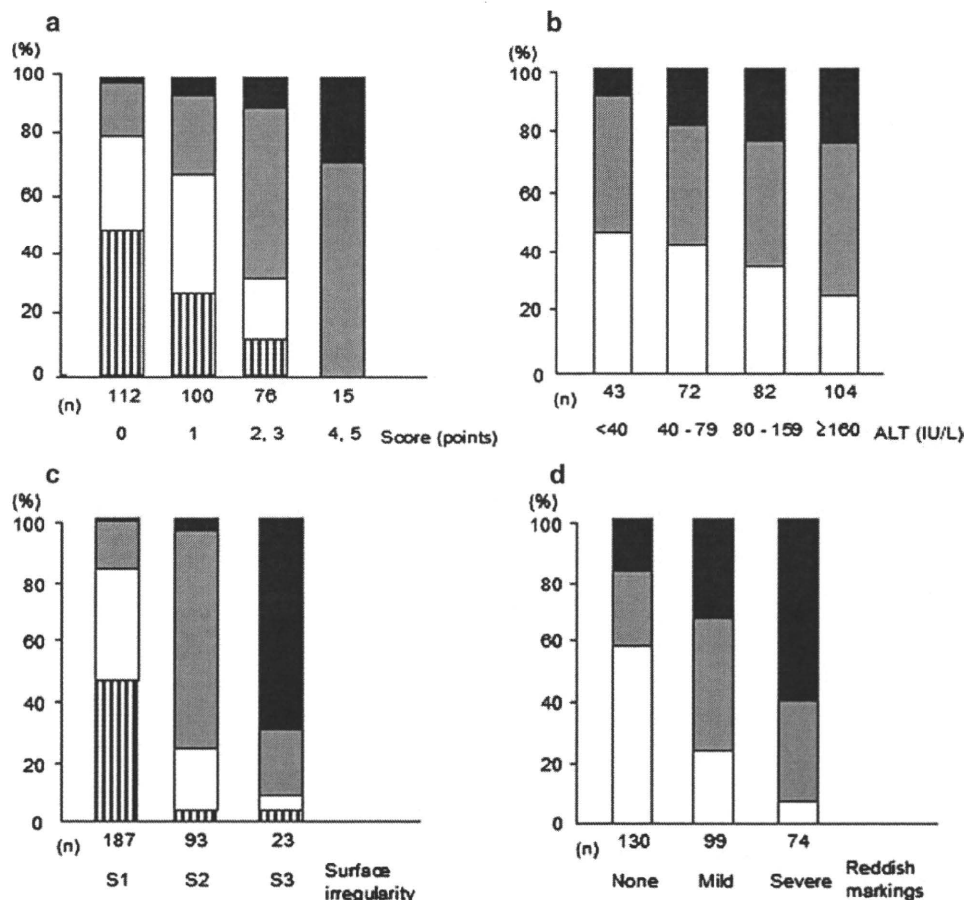 a
(%)
100
80
60
40
20
0
(n) 112 100 76 15
0 1 2, 3 4, 5 Score (points)
b
(%)
100
80
60
40
20
0
(n) 43 72 82 104
<40 40 - 79 80 - 159 ≥160 ALT (IU/L)
c
(%)
100
80
60
40
20
0
(n) 187 93 23
S1 S2 S3 Surface
irregularity
d
(%)
100
80
60
40
20
0
(n) 130 99 74
None Mild Severe Reddish
markings